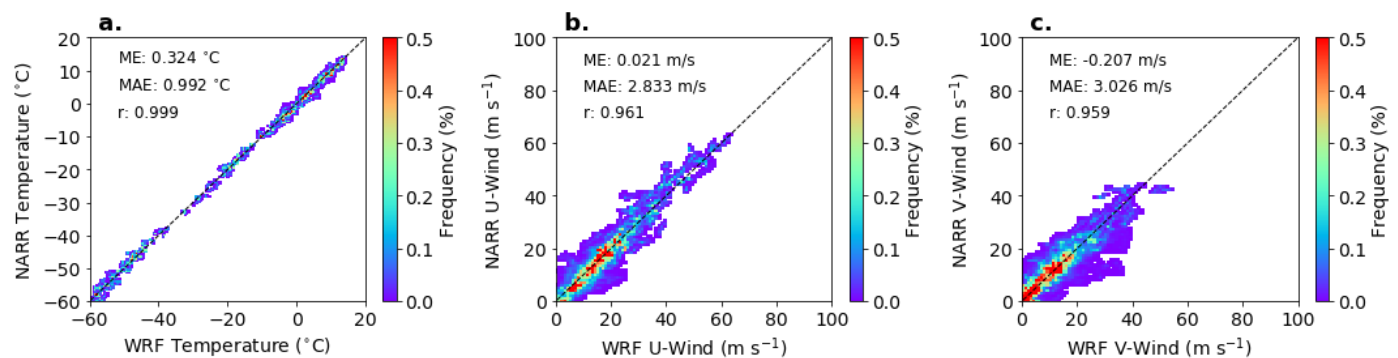 a.
ME: 0.324 °C
MAE: 0.992 °C
r: 0.999
NARR Temperature (°C)
20
10
0
−10
−20
−30
−40
−50
−60
−60
−40
−20
0
20
WRF Temperature (°C)
0.5
0.4
0.3
0.2
0.1
0.0
Frequency (%)
b.
ME: 0.021 m/s
MAE: 2.833 m/s
r: 0.961
NARR U-Wind (m s⁻¹)
100
80
60
40
20
0
0
20
40
60
80
100
WRF U-Wind (m s⁻¹)
0.5
0.4
0.3
0.2
0.1
0.0
Frequency (%)
c.
ME: -0.207 m/s
MAE: 3.026 m/s
r: 0.959
NARR V-Wind (m s⁻¹)
100
80
60
40
20
0
0
20
40
60
80
100
WRF V-Wind (m s⁻¹)
0.5
0.4
0.3
0.2
0.1
0.0
Frequency (%)